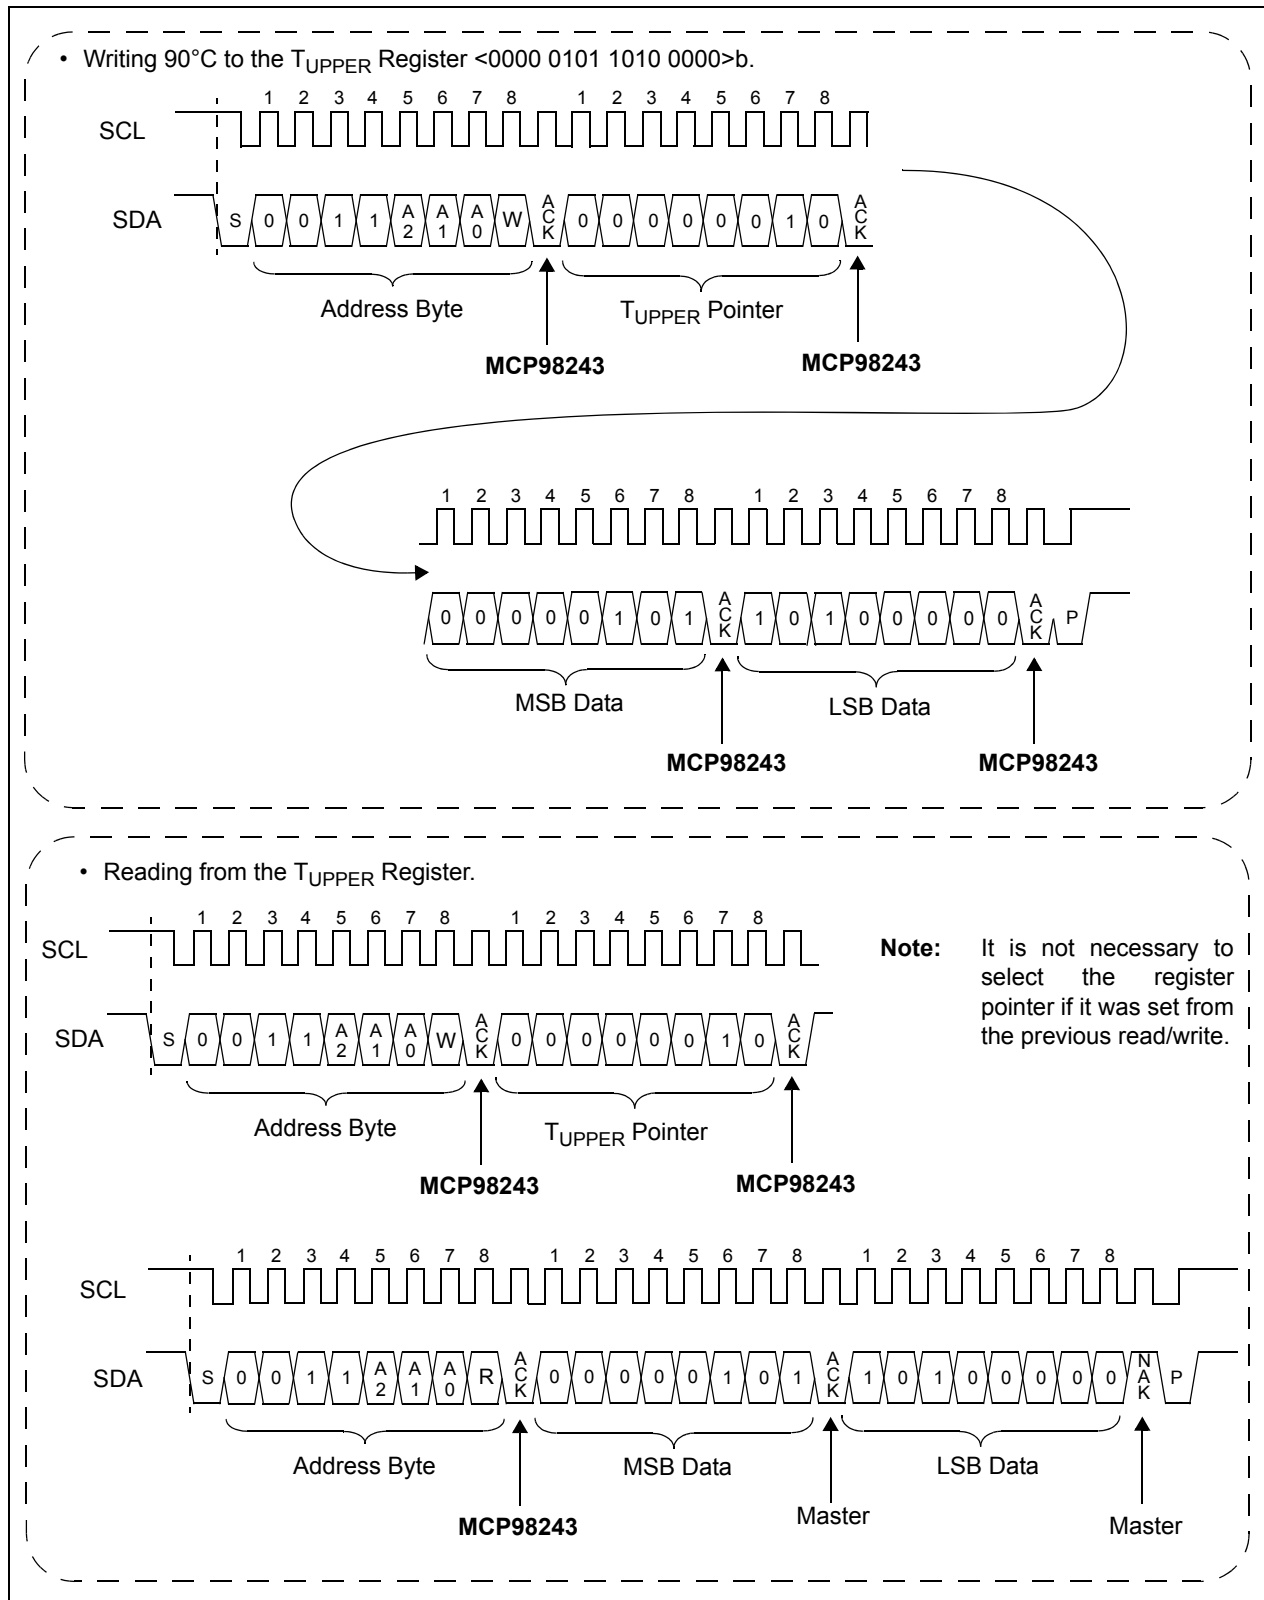 • Writing 90°C to the TUPPER Register <0000 0101 1010 0000>b.
1 2 3 4 5 6 7 8 1 2 3 4 5 6 7 8
SCL
SDA S 0 0 1 1 A2 A1 A0 W ACK 0 0 0 0 0 0 1 0 ACK
Address Byte TUPPER Pointer
MCP98243 MCP98243
1 2 3 4 5 6 7 8 1 2 3 4 5 6 7 8
0 0 0 0 0 1 0 1 ACK 1 0 1 0 0 0 0 0 ACK P
MSB Data LSB Data
MCP98243 MCP98243
• Reading from the TUPPER Register.
1 2 3 4 5 6 7 8 1 2 3 4 5 6 7 8
SCL
SDA S 0 0 1 1 A2 A1 A0 W ACK 0 0 0 0 0 0 1 0 ACK
Address Byte TUPPER Pointer
MCP98243 MCP98243
Note: It is not necessary to
select the register
pointer if it was set from
the previous read/write.
1 2 3 4 5 6 7 8 1 2 3 4 5 6 7 8 1 2 3 4 5 6 7 8
SCL
SDA S 0 0 1 1 A2 A1 A0 R ACK 0 0 0 0 0 1 0 1 ACK 1 0 1 0 0 0 0 0 NAK P
Address Byte MSB Data LSB Data
MCP98243 Master Master